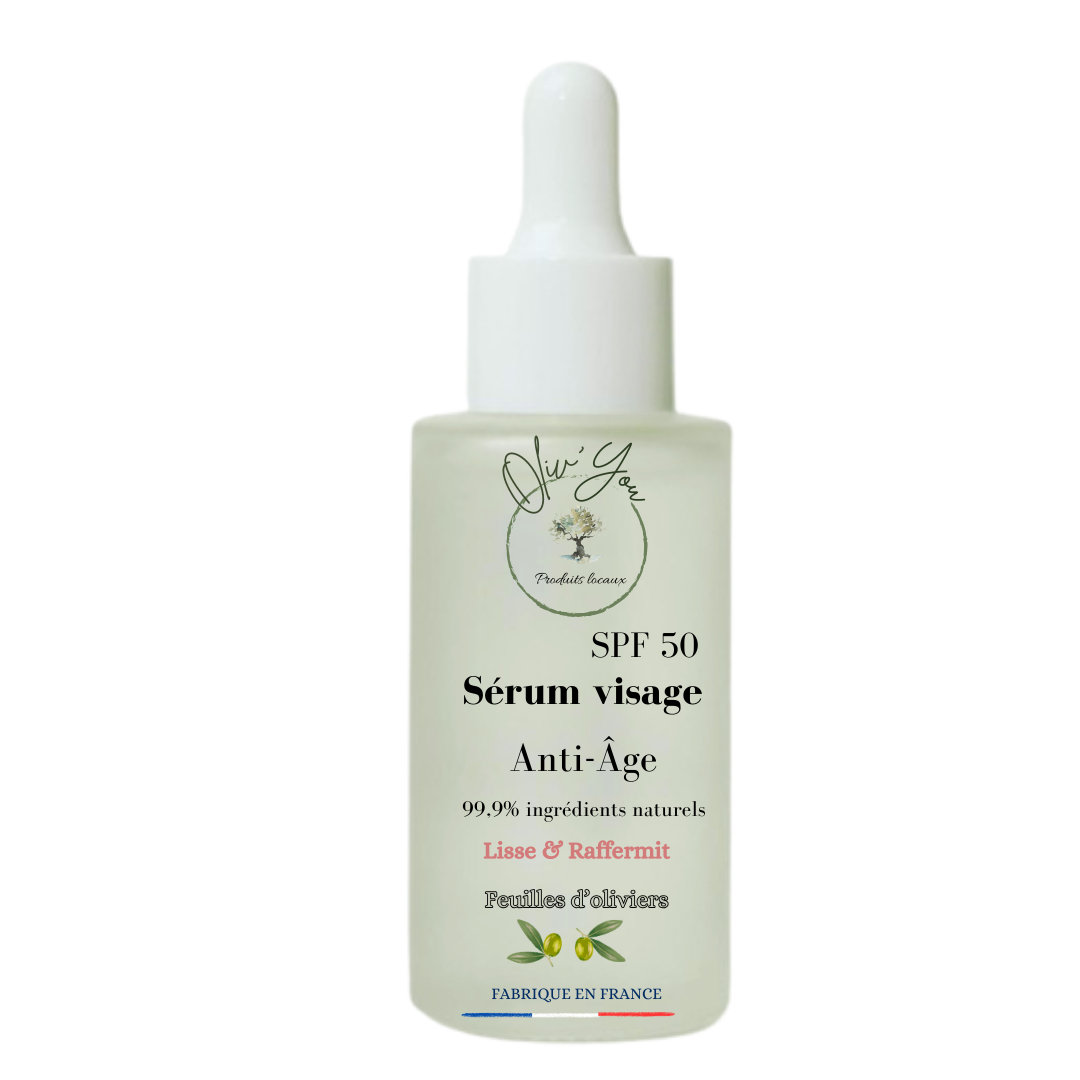 Oliv' You
Produits locaux
SPF 50
Sérum visage
Anti-Âge
99,9% ingrédients naturels
Lisse & Raffermit
Feuilles d'oliviers
FABRIQUE EN FRANCE